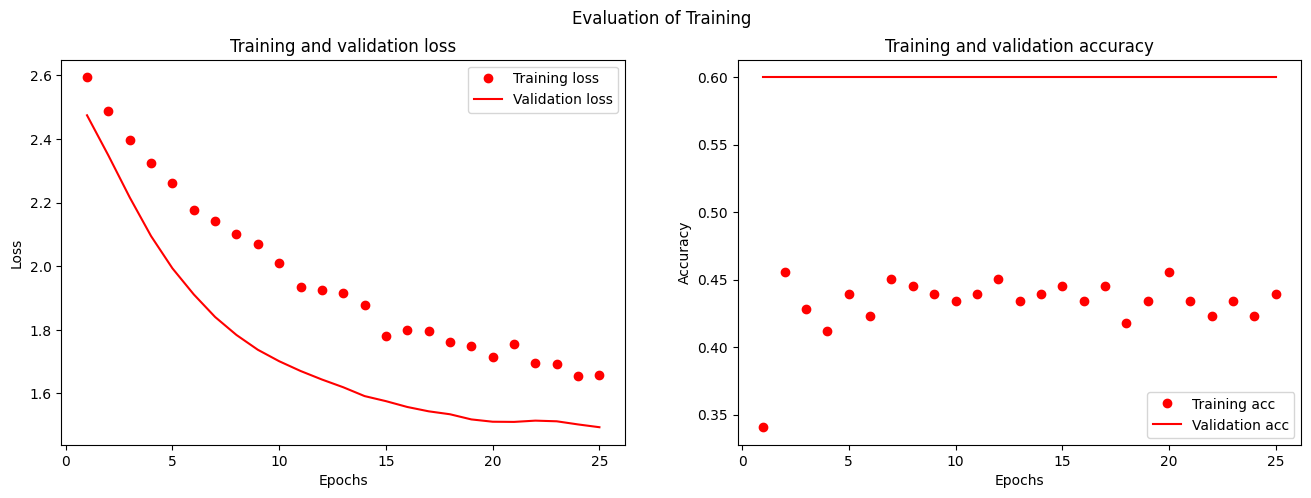 Evaluation of Training
Training and validation loss
2.6
2.4
2.2
2.0
1.8
1.6
Loss
0
5
10
15
20
25
Epochs
Training loss
Validation loss
Training and validation accuracy
0.60
0.55
0.50
0.45
0.40
0.35
Accuracy
0
5
10
15
20
25
Epochs
Training acc
Validation acc